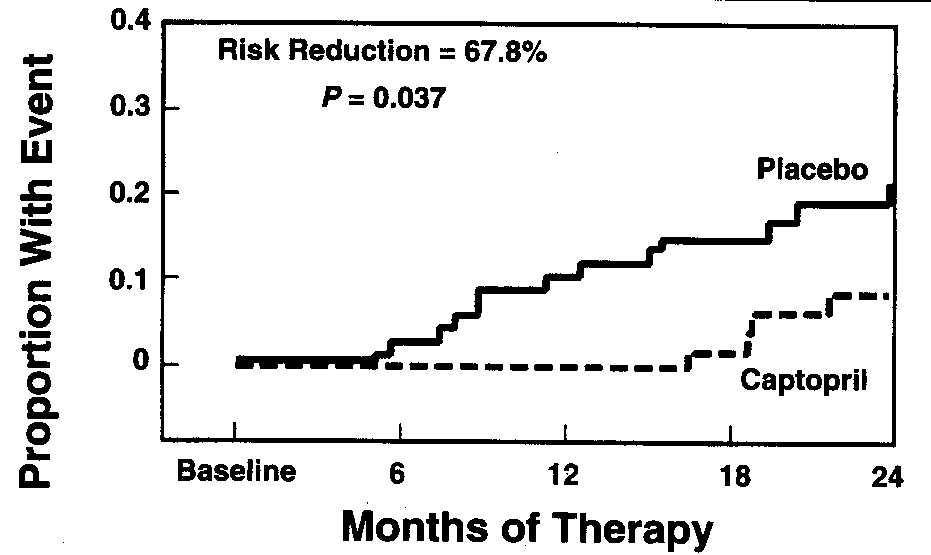 Proportion With Event
0.4
0.3
0.2
0.1
0
Risk Reduction = 67.8%
P = 0.037
Placebo
Captopril
Baseline 6 12 18 24
Months of Therapy